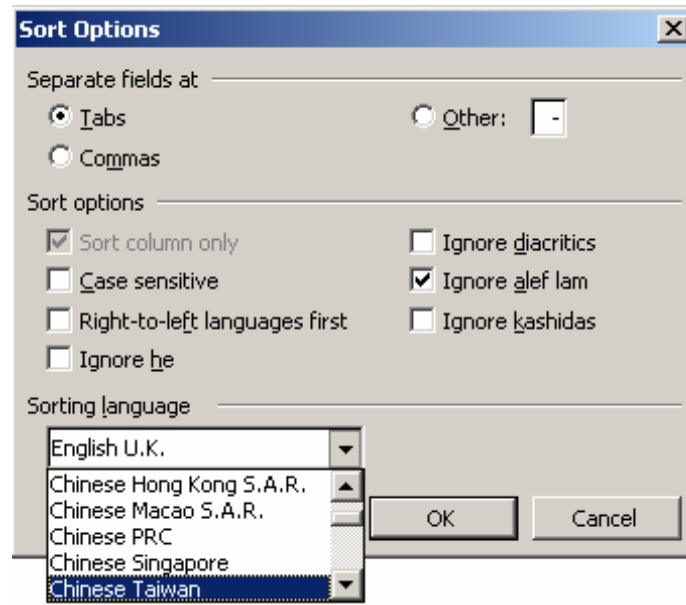 Sort Options
Separate fields at
Tabs
Other: -
Commas
Sort options
Sort column only
Ignore diacritics
Case sensitive
Ignore alef lam
Right-to-left languages first
Ignore kashidas
Ignore he
Sorting language
English U.K.
Chinese Hong Kong S.A.R.
Chinese Macao S.A.R.
Chinese PRC
Chinese Singapore
Chinese Taiwan
OK
Cancel